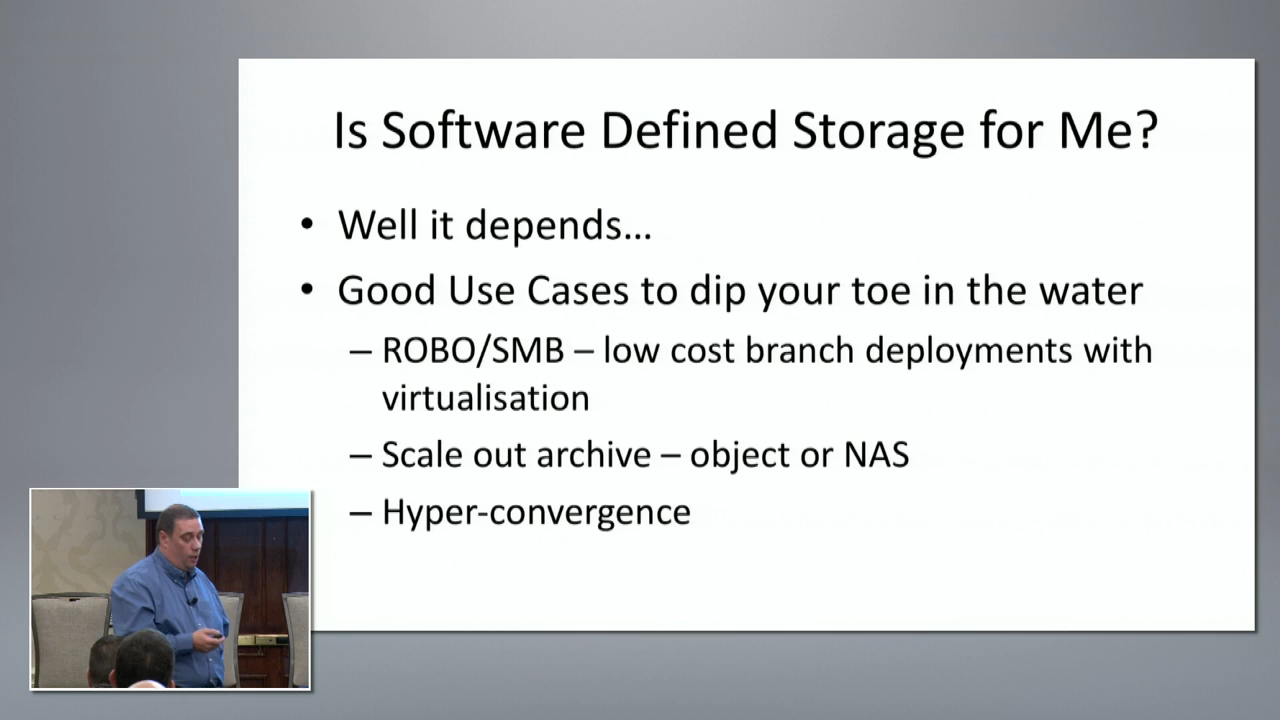 Is Software Defined Storage for Me?
• Well it depends…
• Good Use Cases to dip your toe in the water
– ROBO/SMB – low cost branch deployments with
virtualisation
– Scale out archive – object or NAS
– Hyper-convergence